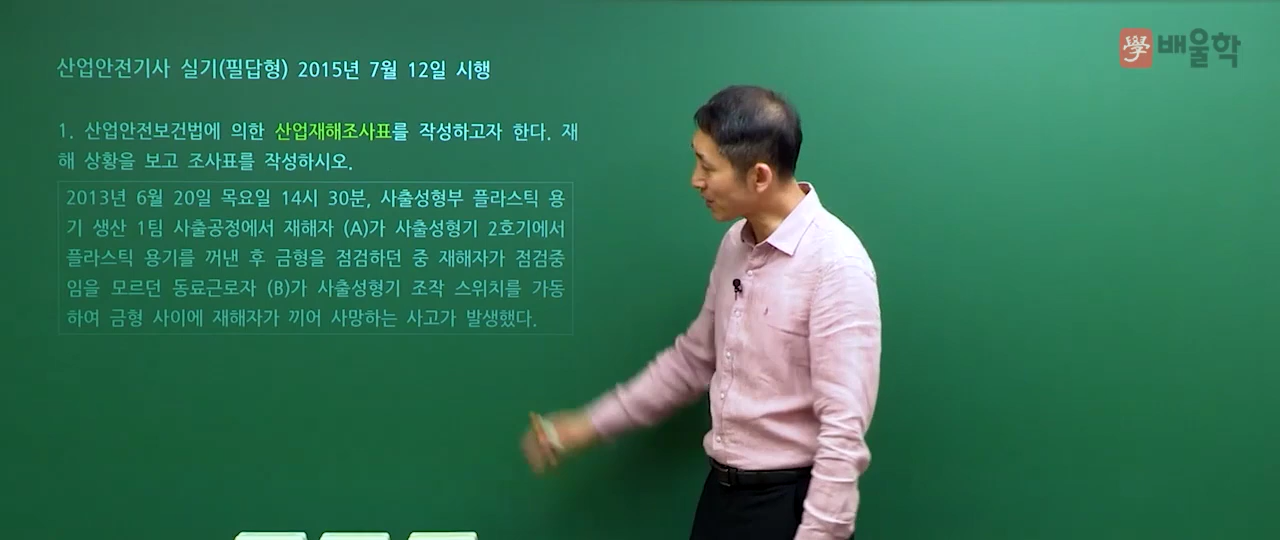 學 배울학
산업안전기사 실기(필답형) 2015년 7월 12일 시행
1. 산업안전보건법에 의한 산업재해조사표를 작성하고자 한다. 재
해 상황을 보고 조사표를 작성하시오.
2013년 6월 20일 목요일 14시 30분, 사출성형부 플라스틱 용
기 생산 1팀 사출공정에서 재해자 (A)가 사출성형기 2호기에서
플라스틱 용기를 꺼낸 후 금형을 점검하던 중 재해자가 점검중
임을 모르던 동료근로자 (B)가 사출성형기 조작 스위치를 가동
하여 금형 사이에 재해자가 끼어 사망하는 사고가 발생했다.